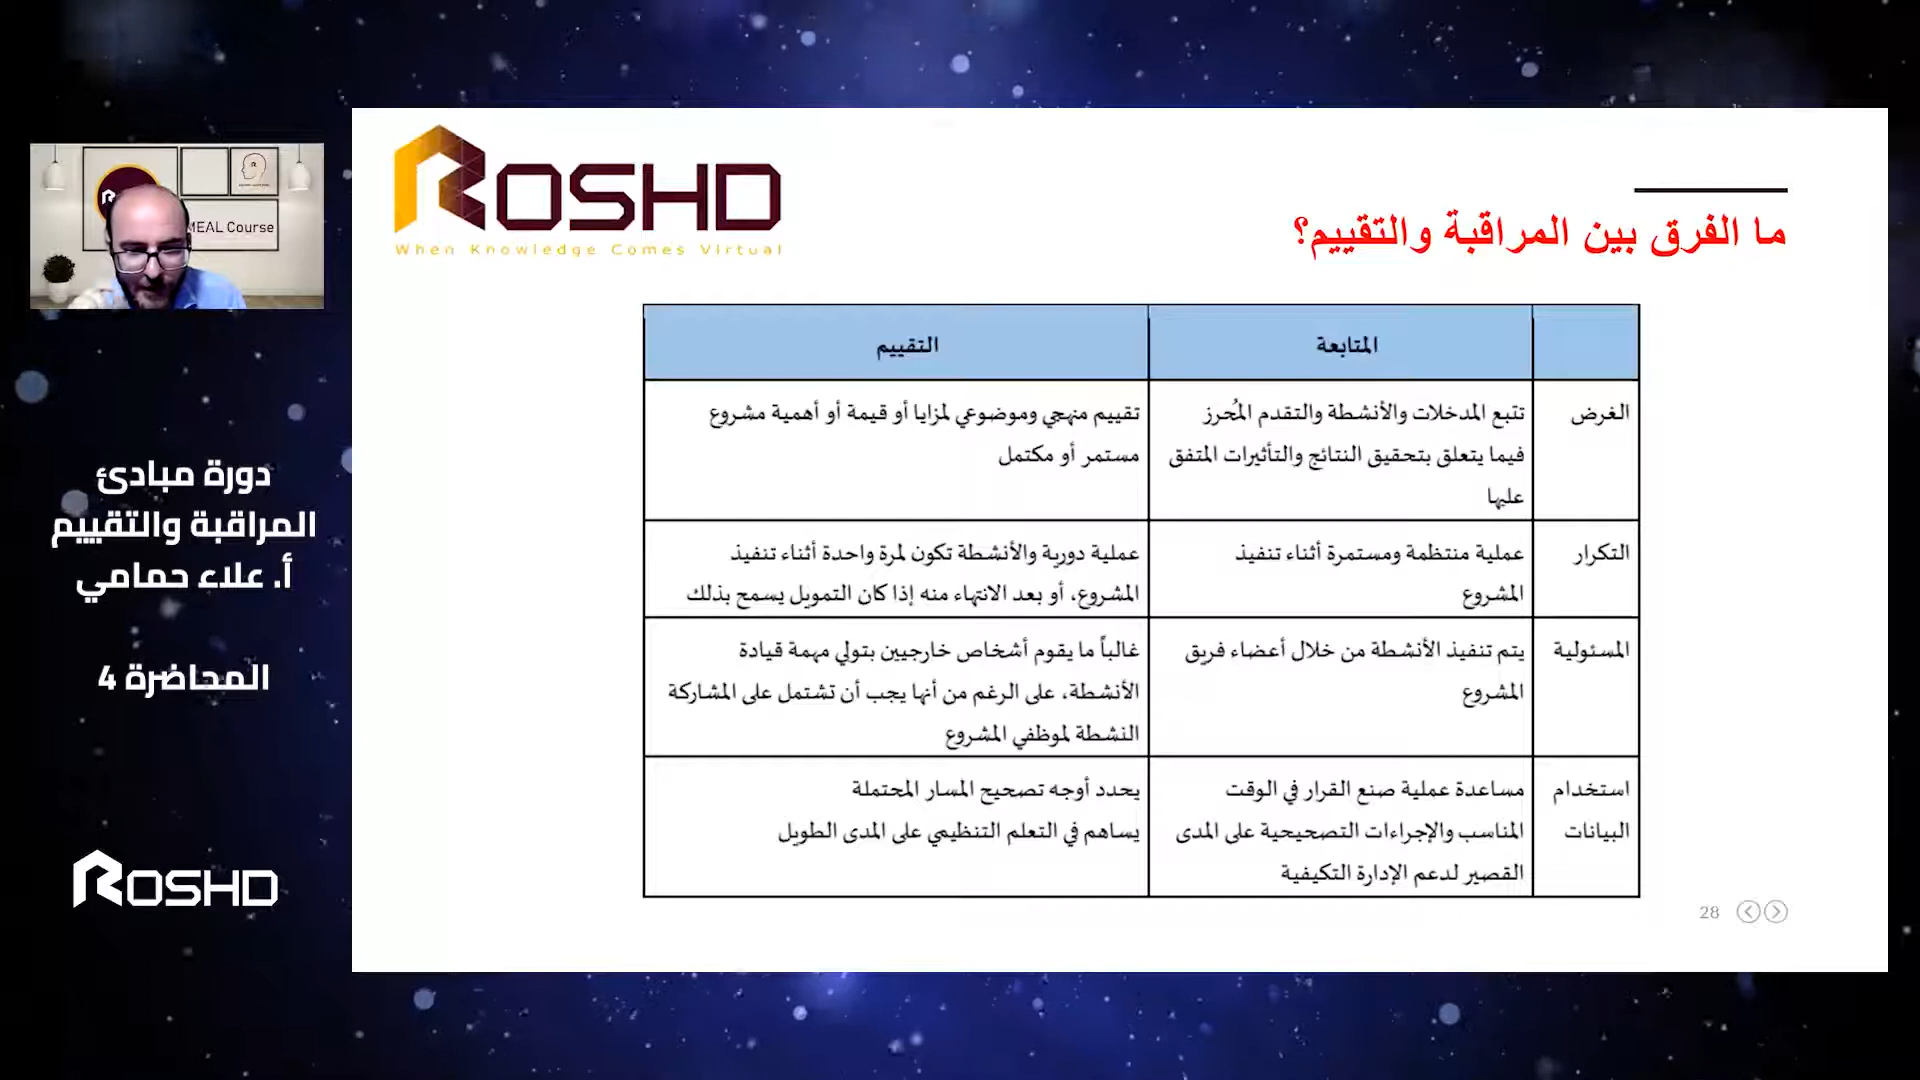 ROSHD
When Knowledge Comes Virtual
ما الفرق بين المراقبة والتقييم؟
MEAL Course
دورة مبادئ
المراقبة والتقييم
أ. علاء حمامي
المحاضرة 4
ROSHD
المتابعة
التقييم
الغرض
تتبع المدخلات والأنشطة والتقدم المُحرز
فيما يتعلق بتحقيق النتائج والتأثيرات المتفق
عليها
تقييم منهجي وموضوعي لمزايا أو قيمة أو أهمية مشروع
مستمر أو مكتمل
التكرار
عملية منتظمة ومستمرة أثناء تنفيذ
المشروع
عملية دورية والأنشطة تكون لمرة واحدة أثناء تنفيذ
المشروع، أو بعد الانتهاء منه إذا كان التمويل يسمح بذلك
المسئولية
يتم تنفيذ الأنشطة من خلال أعضاء فريق
المشروع
غالباً ما يقوم أشخاص خارجيين بتولي مهمة قيادة
الأنشطة، على الرغم من أنها يجب أن تشتمل على المشاركة
النشطة لموظفي المشروع
استخدام
البيانات
مساعدة عملية صنع القرار في الوقت
المناسب والإجراءات التصحيحية على المدى
القصير لدعم الإدارة التكيفية
يحدد أوجه تصحيح المسار المحتملة
يساهم في التعلم التنظيمي على المدى الطويل
28